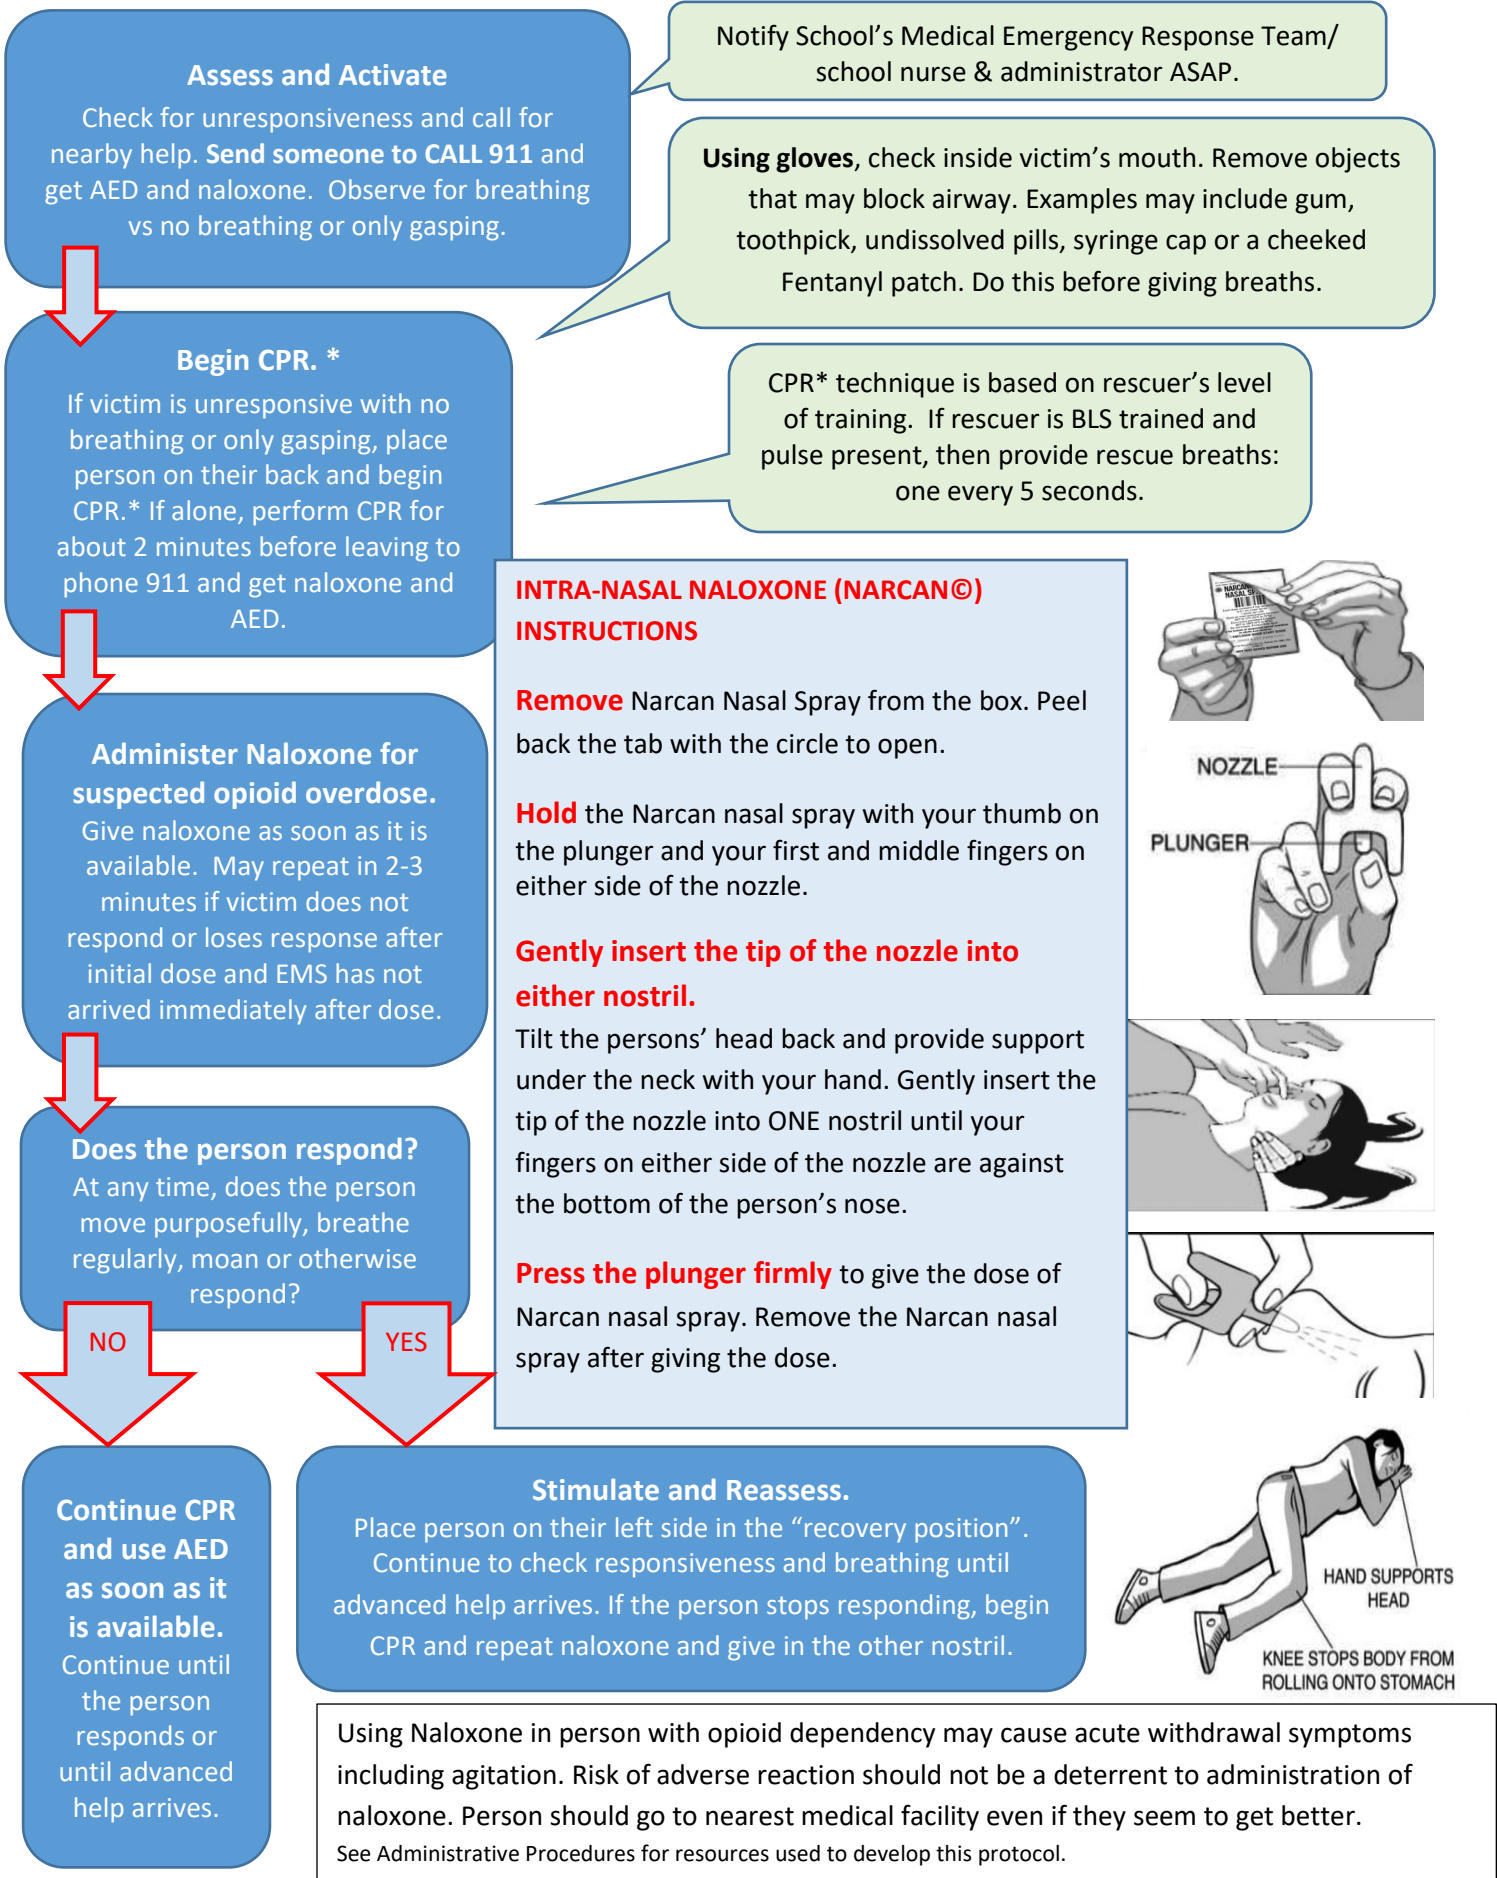 Assess and Activate
Check for unresponsiveness and call for
nearby help. Send someone to CALL 911 and
get AED and naloxone.  Observe for breathing
vs no breathing or only gasping.
Notify School’s Medical Emergency Response Team/
school nurse & administrator ASAP.
Using gloves, check inside victim’s mouth. Remove objects
that may block airway. Examples may include gum,
toothpick, undissolved pills, syringe cap or a cheeked
Fentanyl patch. Do this before giving breaths.
Begin CPR. *
If victim is unresponsive with no
breathing or only gasping, place
person on their back and begin
CPR.* If alone, perform CPR for
about 2 minutes before leaving to
phone 911 and get naloxone and
AED.
CPR* technique is based on rescuer’s level
of training.  If rescuer is BLS trained and
pulse present, then provide rescue breaths:
one every 5 seconds.
Administer Naloxone for
suspected opioid overdose.
Give naloxone as soon as it is
available.  May repeat in 2-3
minutes if victim does not
respond or loses response after
initial dose and EMS has not
arrived immediately after dose.
Does the person respond?
At any time, does the person
move purposefully, breathe
regularly, moan or otherwise
respond?
NO
YES
INTRA-NASAL NALOXONE (NARCAN©)
INSTRUCTIONS
Remove Narcan Nasal Spray from the box. Peel
back the tab with the circle to open.
Hold the Narcan nasal spray with your thumb on
the plunger and your first and middle fingers on
either side of the nozzle.
Gently insert the tip of the nozzle into
either nostril.
Tilt the persons’ head back and provide support
under the neck with your hand. Gently insert the
tip of the nozzle into ONE nostril until your
fingers on either side of the nozzle are against
the bottom of the person’s nose.
Press the plunger firmly to give the dose of
Narcan nasal spray. Remove the Narcan nasal
spray after giving the dose.
NARCAN
NASAL
NOZZLE
PLUNGER
Continue CPR
and use AED
as soon as it
is available.
Continue until
the person
responds or
until advanced
help arrives.
Stimulate and Reassess.
Place person on their left side in the “recovery position”.
Continue to check responsiveness and breathing until
advanced help arrives. If the person stops responding, begin
CPR and repeat naloxone and give in the other nostril.
HAND SUPPORTS
HEAD
KNEE STOPS BODY FROM
ROLLING ONTO STOMACH
Using Naloxone in person with opioid dependency may cause acute withdrawal symptoms
including agitation. Risk of adverse reaction should not be a deterrent to administration of
naloxone. Person should go to nearest medical facility even if they seem to get better.
See Administrative Procedures for resources used to develop this protocol.